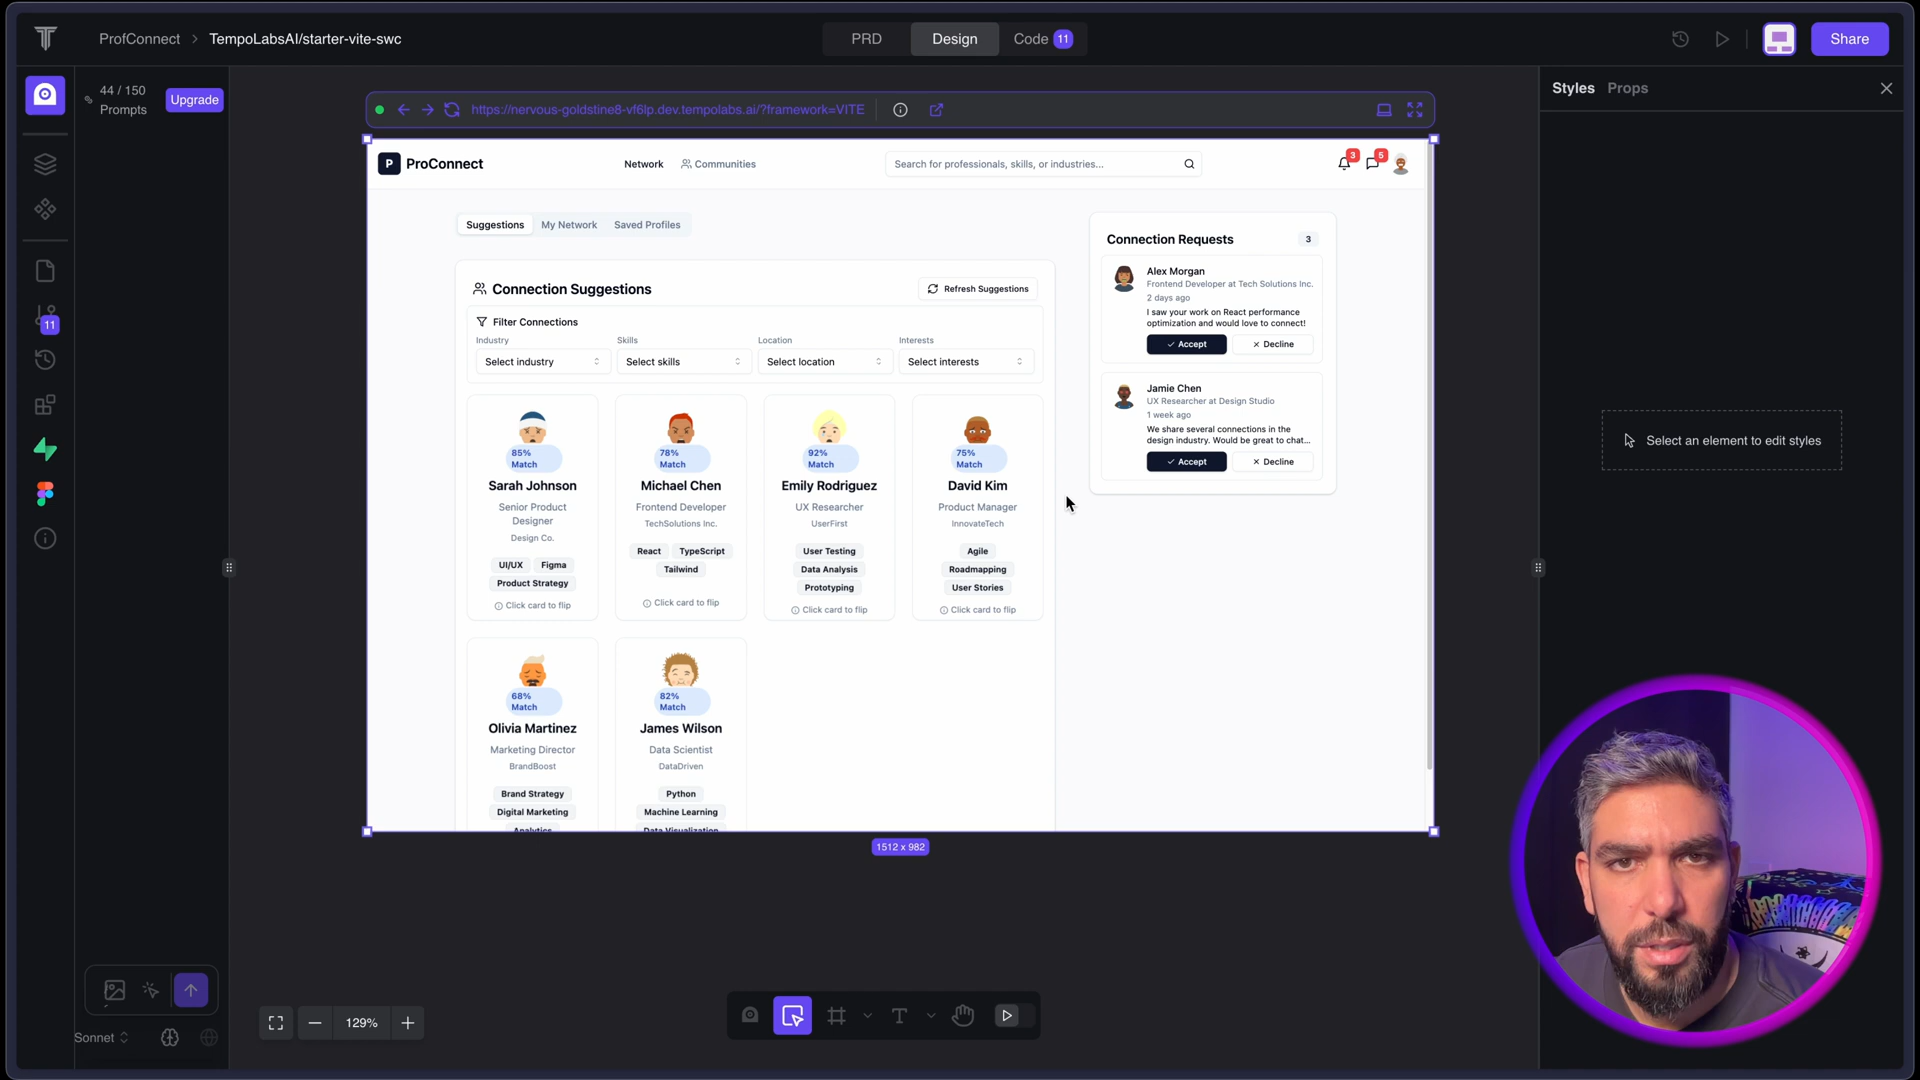 ProfConnect > TempoLabsAI/starter-vite-swc
PRD
Design
Code 11
Share
44 / 150
Prompts
Upgrade
https://nervous-goldstine8-vf6lp.dev.tempolabs.ai/?framework=VITE
Styles
Props
P ProConnect
Network
Communities
Search for professionals, skills, or industries...
3
5
Suggestions
My Network
Saved Profiles
Connection Suggestions
Refresh Suggestions
Filter Connections
Industry
Skills
Location
Interests
Select industry
Select skills
Select location
Select interests
85%
Match
Sarah Johnson
Senior Product
Designer
Design Co.
UI/UX
Figma
Product Strategy
Click card to flip
78%
Match
Michael Chen
Frontend Developer
TechSolutions Inc.
React
TypeScript
Tailwind
Click card to flip
92%
Match
Emily Rodriguez
UX Researcher
UserFirst
User Testing
Data Analysis
Prototyping
Click card to flip
75%
Match
David Kim
Product Manager
InnovateTech
Agile
Roadmapping
User Stories
Click card to flip
68%
Match
Olivia Martinez
Marketing Director
BrandBoost
Brand Strategy
Digital Marketing
Analytics
82%
Match
James Wilson
Data Scientist
DataDriven
Python
Machine Learning
Data Visualization
Connection Requests
3
Alex Morgan
Frontend Developer at Tech Solutions Inc.
2 days ago
I saw your work on React performance
optimization and would love to connect!
Accept
Decline
Jamie Chen
UX Researcher at Design Studio
1 week ago
We share several connections in the
design industry. Would be great to chat...
Accept
Decline
Select an element to edit styles
11
1512 x 982
Sonnet
129%